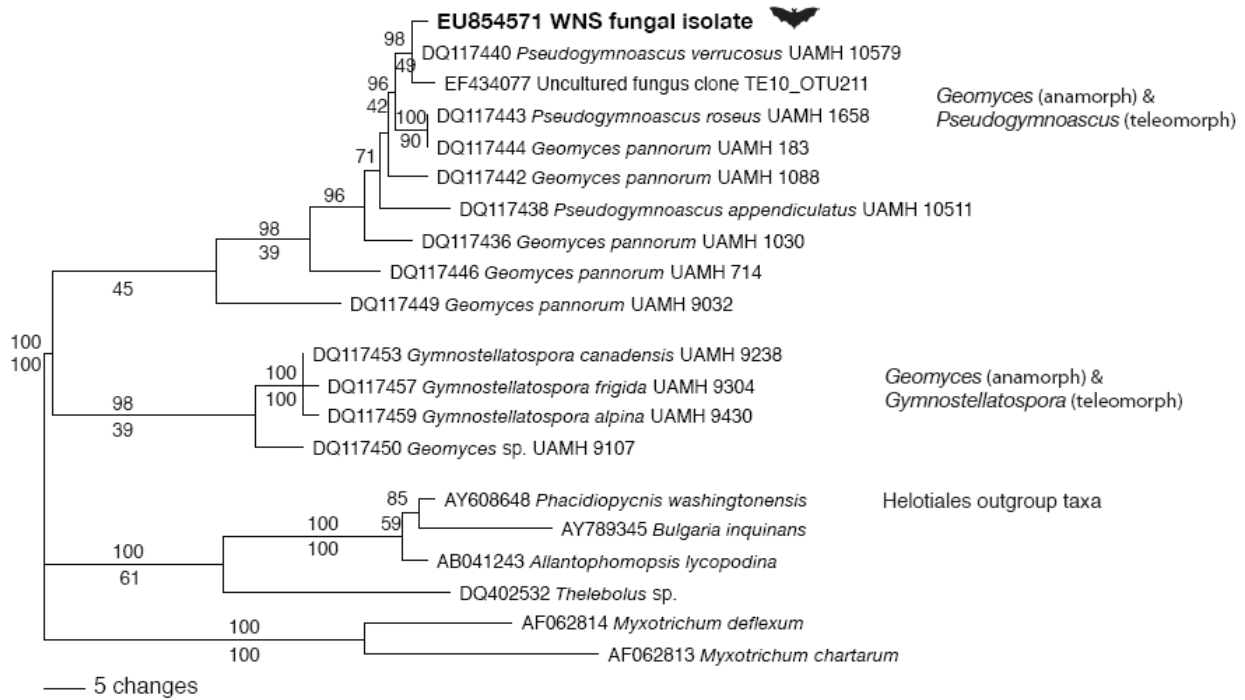 EU854571 WNS fungal isolate
98
DQ117440 Pseudogymnoascus verrucosus UAMH 10579
49
EF434077 Uncultured fungus clone TE10_OTU211
96
42
Geomyces (anamorph) &
Pseudogymnoascus (teleomorph)
100
DQ117443 Pseudogymnoascus roseus UAMH 1658
90
DQ117444 Geomyces pannorum UAMH 183
71
DQ117442 Geomyces pannorum UAMH 1088
96
DQ117438 Pseudogymnoascus appendiculatus UAMH 10511
98
39
DQ117436 Geomyces pannorum UAMH 1030
DQ117446 Geomyces pannorum UAMH 714
45
DQ117449 Geomyces pannorum UAMH 9032
100
100
DQ117453 Gymnostellatospora canadensis UAMH 9238
100
100
DQ117457 Gymnostellatospora frigida UAMH 9304
Geomyces (anamorph) &
Gymnostellatospora (teleomorph)
98
39
DQ117459 Gymnostellatospora alpina UAMH 9430
DQ117450 Geomyces sp. UAMH 9107
85
AY608648 Phacidiopycnis washingtonensis
Helotiales outgroup taxa
59
100
100
AY789345 Bulgaria inquinans
100
61
AB041243 Allantophomopsis lycopodina
DQ402532 Thelebolus sp.
100
100
AF062814 Myxotrichum deflexum
AF062813 Myxotrichum chartarum
5 changes